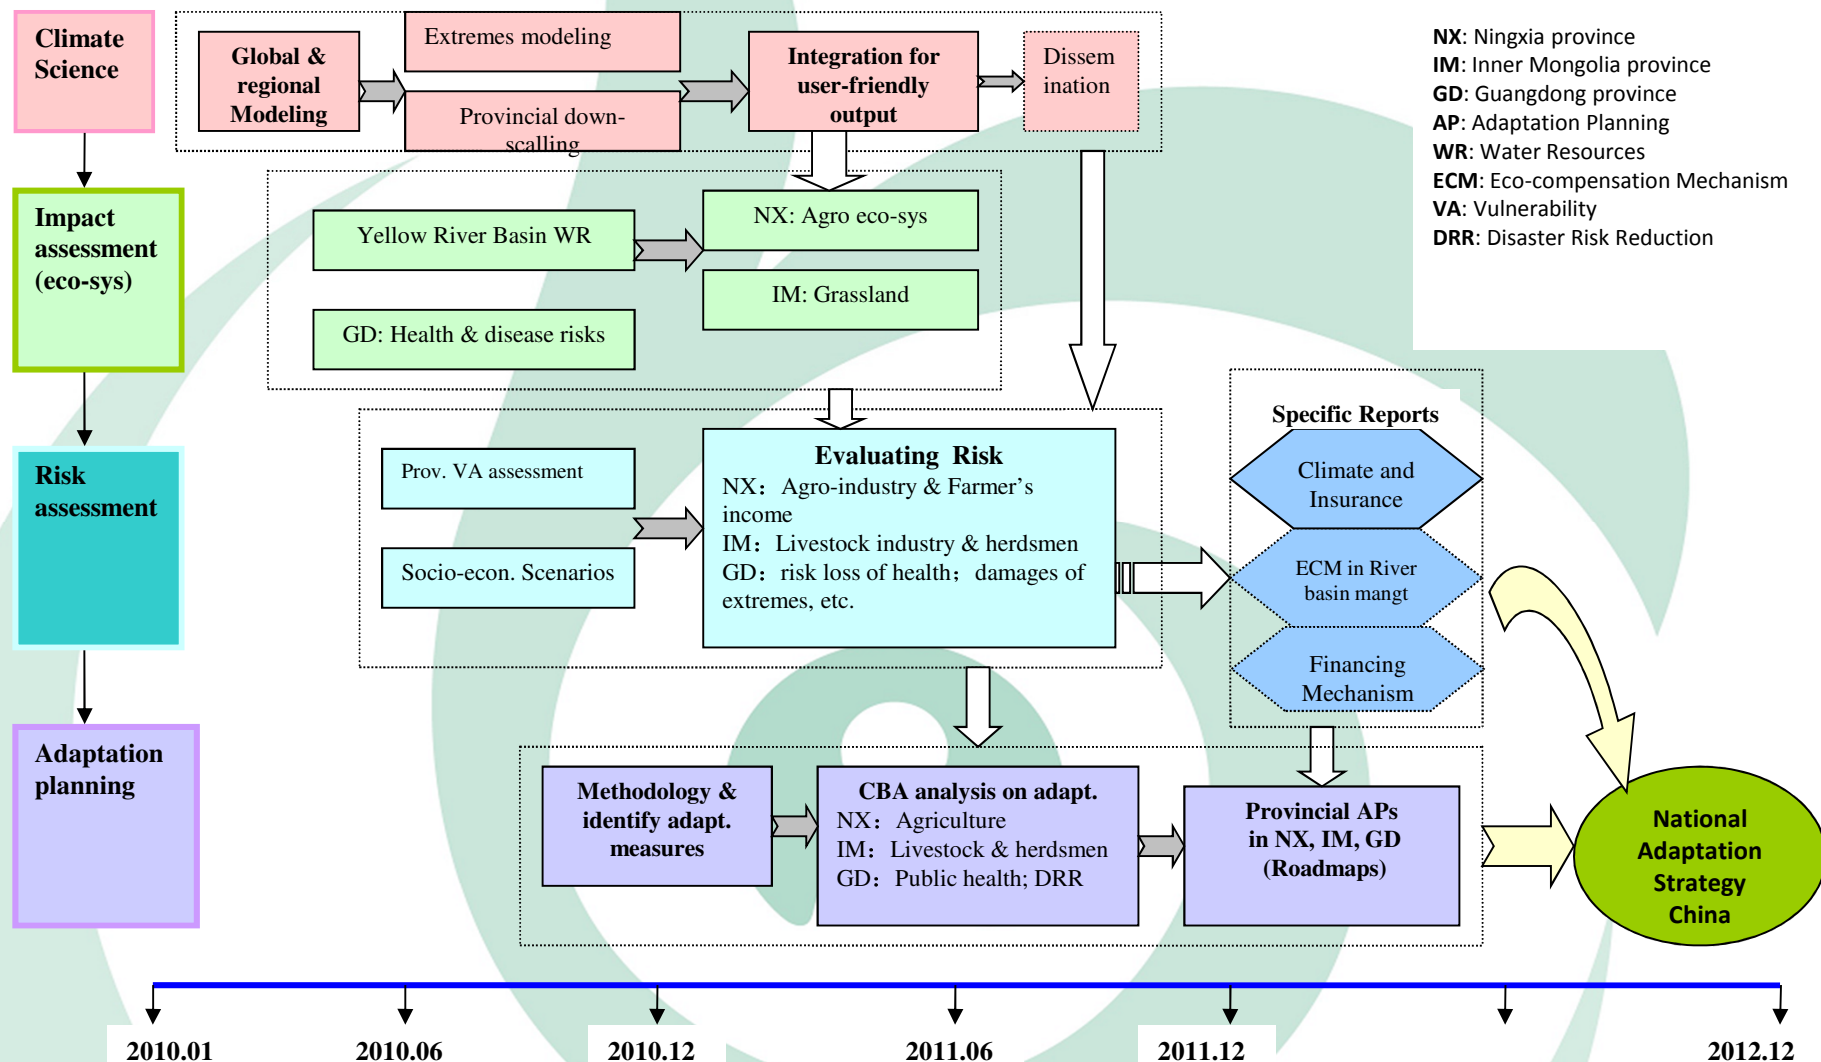 Climate
Science
Global &
regional
Modeling
Extremes modeling
Provincial down-
scalling
Integration for
user-friendly
output
Dissem
ination
NX: Ningxia province
IM: Inner Mongolia province
GD: Guangdong province
AP: Adaptation Planning
WR: Water Resources
ECM: Eco-compensation Mechanism
VA: Vulnerability
DRR: Disaster Risk Reduction
Impact
assessment
(eco-sys)
Yellow River Basin WR
NX: Agro eco-sys
IM: Grassland
GD: Health & disease risks
Risk
assessment
Prov. VA assessment
Socio-econ. Scenarios
Evaluating Risk
NX：Agro-industry & Farmer's
income
IM：Livestock industry & herdsmen
GD：risk loss of health；damages of
extremes, etc.
Specific Reports
Climate and
Insurance
ECM in River
basin mangt
Financing
Mechanism
Adaptation
planning
Methodology &
identify adapt.
measures
CBA analysis on adapt.
NX：Agriculture
IM：Livestock & herdsmen
GD：Public health; DRR
Provincial APs
in NX, IM, GD
(Roadmaps)
National
Adaptation
Strategy
China
2010.01
2010.06
2010.12
2011.06
2011.12
2012.12